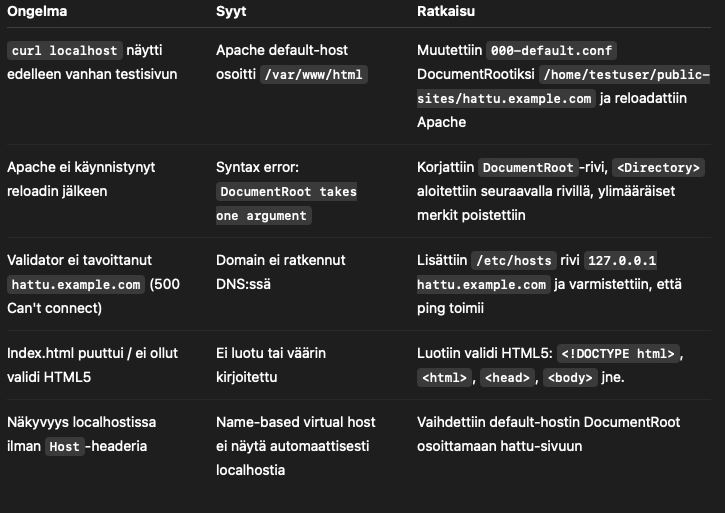 Ongelma Syyt Ratkaisu
curl localhost näytti
edelleen vanhan testisivun
Apache default-host
osoitti /var/www/html
Muutettiin 000-default.conf
DocumentRootiksi /home/testuser/public-
sites/hattu.example.com ja reloadattiin
Apache
Apache ei käynnistynyt
reloadin jälkeen
Syntax error:
DocumentRoot takes
one argument
Korjattiin DocumentRoot -rivi, <Directory>
aloitettiin seuraavalla rivillä, ylimääräiset
merkit poistettiin
Validator ei tavoittanut
hattu.example.com (500
Can't connect)
Domain ei ratkennut
DNS:ssä
Lisättiin /etc/hosts rivi 127.0.0.1
hattu.example.com ja varmistettiin, että
ping toimii
Index.html puuttui / ei ollut
validi HTML5
Ei luotu tai väärin
kirjoitettu
Luotiin validi HTML5: <!DOCTYPE html>,
<html>, <head>, <body> jne.
Näkyvyys localhostissa
ilman Host -headeria
Name-based virtual host
ei näytä automaattisesti
localhostia
Vaihdettiin default-hostin DocumentRoot
osoittamaan hattu-sivuun